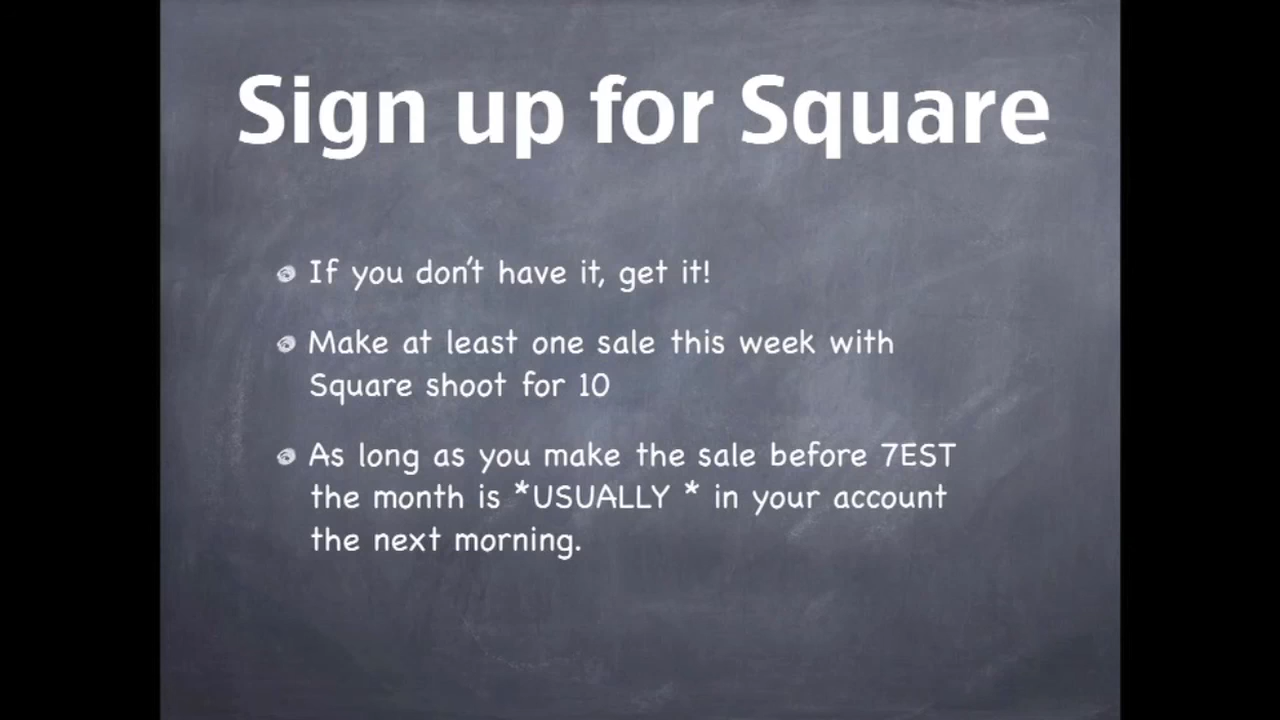 Sign up for Square
If you don't have it, get it!
Make at least one sale this week with
Square shoot for 10
As long as you make the sale before 7EST
the month is *USUALLY * in your account
the next morning.